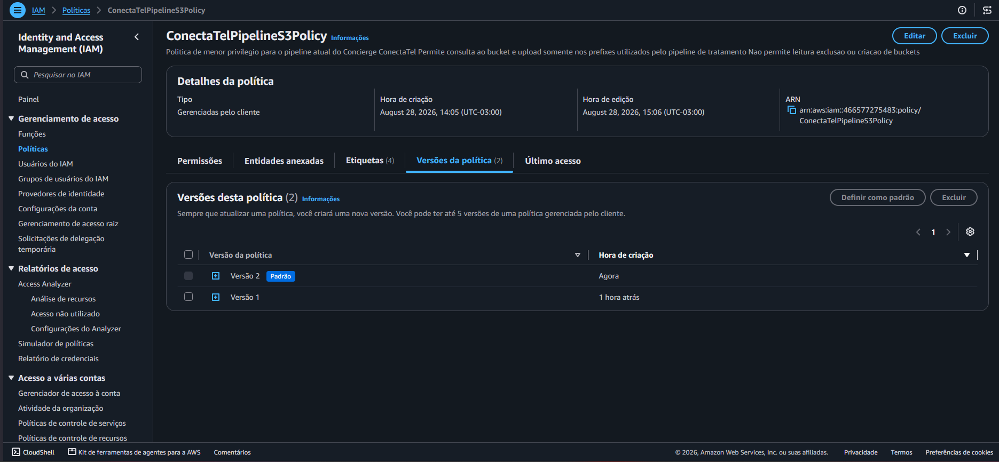 IAM > Políticas > ConectaTelPipelineS3Policy
Identity and Access
Management (IAM)
Pesquisar no IAM
Painel
Gerenciamento de acesso
Funções
Políticas
Usuários do IAM
Grupos de usuários do IAM
Provedores de identidade
Configurações da conta
Gerenciamento de acesso raiz
Solicitações de delegação
temporária
Relatórios de acesso
Access Analyzer
Análise de recursos
Acesso não utilizado
Configurações do Analyzer
Simulador de políticas
Relatório de credenciais
Acesso a várias contas
Gerenciador de acesso à conta
Atividade da organização
Políticas de controle de serviços
Políticas de controle de recursos
ConectaTelPipelineS3Policy Informações
Editar
Excluir
Politica de menor privilegio para o pipeline atual do Concierge ConectaTel Permite consulta ao bucket e upload somente nos prefixes utilizados pelo pipeline de tratamento Nao permite leitura exclusao ou criacao de buckets
Detalhes da política
Tipo
Gerenciadas pelo cliente
Hora de criação
August 28, 2026, 14:05 (UTC-03:00)
Hora de edição
August 28, 2026, 15:06 (UTC-03:00)
ARN
arn:aws:iam::466577275483:policy/
ConectaTelPipelineS3Policy
Permissões
Entidades anexadas
Etiquetas (4)
Versões da política (2)
Último acesso
Versões desta política (2) Informações
Definir como padrão
Excluir
Sempre que atualizar uma política, você criará uma nova versão. Você pode ter até 5 versões de uma política gerenciada pelo cliente.
1
Versão da política
Hora de criação
Versão 2 Padrão
Agora
Versão 1
1 hora atrás
CloudShell
Kit de ferramentas de agentes para a AWS
Comentários
© 2026, Amazon Web Services, Inc. ou suas afiliadas.
Privacidade
Termos
Preferências de cookies